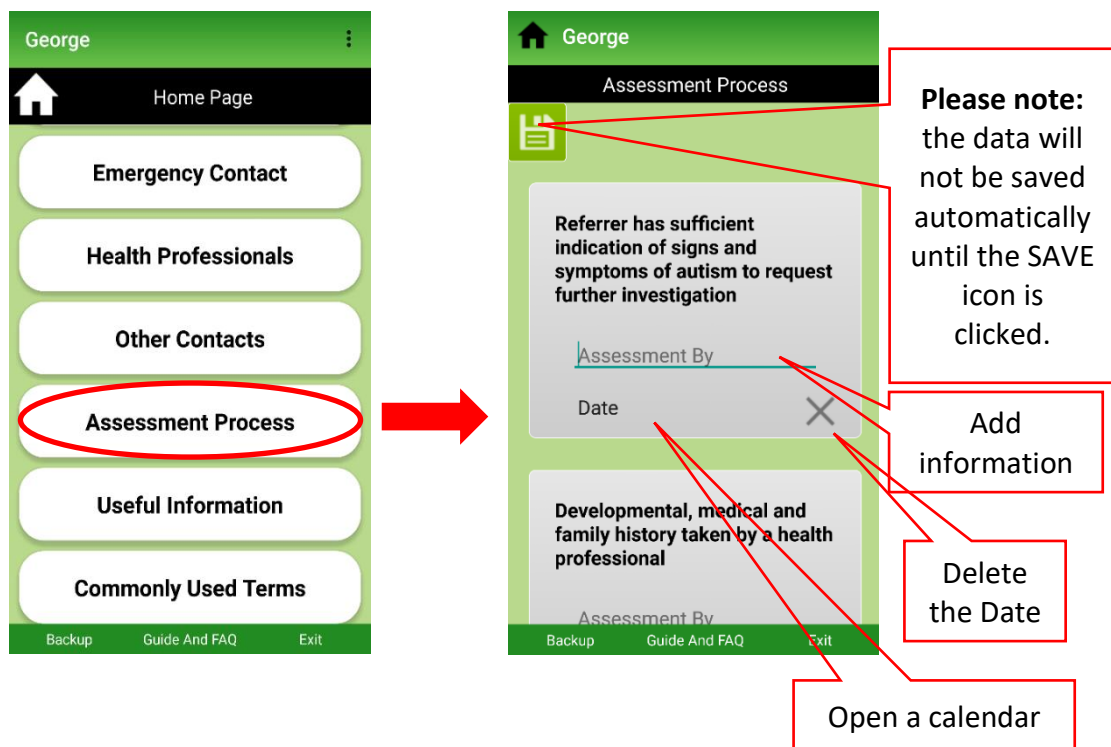 George
Home Page
Emergency Contact
Health Professionals
Other Contacts
Assessment Process
Useful Information
Commonly Used Terms
Backup Guide And FAQ Exit
George
Assessment Process
Referrer has sufficient
indication of signs and
symptoms of autism to request
further investigation
Assessment By
Date
Developmental, medical and
family history taken by a health
professional
Assessment By
Backup Guide And FAQ Exit
Please note:
the data will
not be saved
automatically
until the SAVE
icon is
clicked.
Add
information
Delete
the Date
Open a calendar